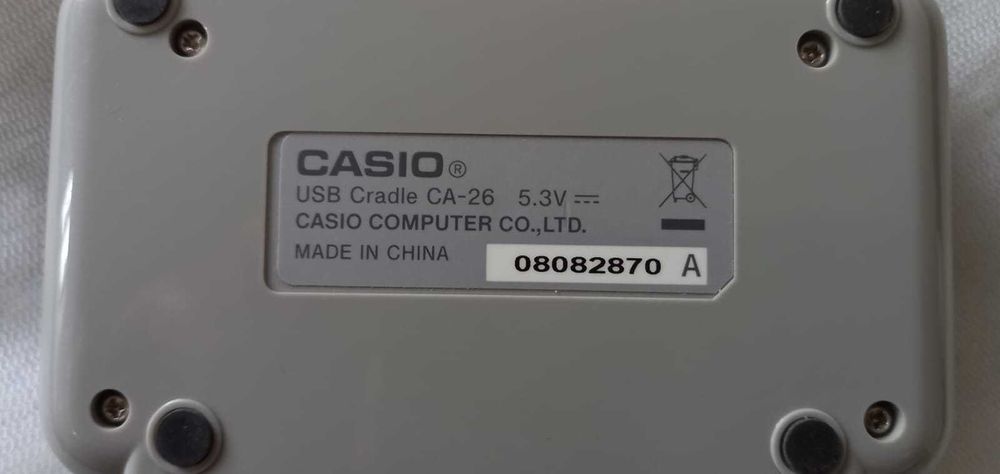 CASIO®
USB Cradle CA-26 5.3V ⎓
CASIO COMPUTER CO.,LTD.
MADE IN CHINA 08082870 A